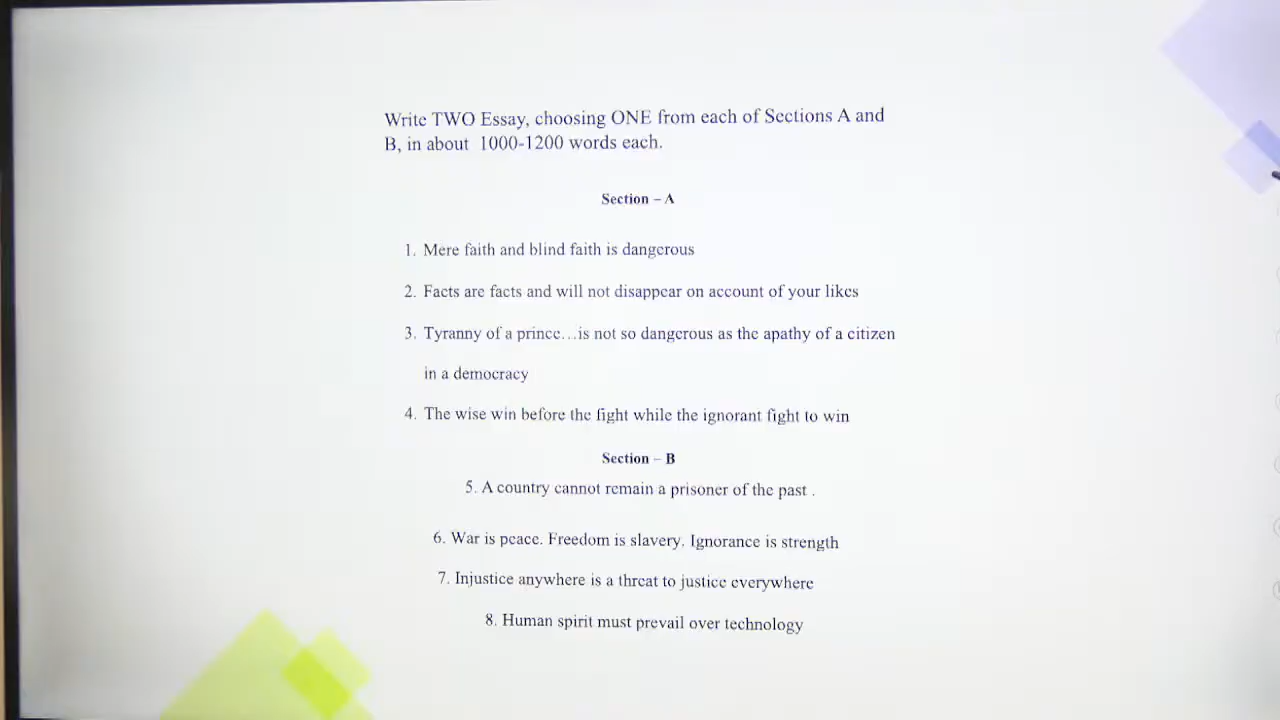 Write TWO Essay, choosing ONE from each of Sections A and
B, in about 1000-1200 words each.
Section – A
1. Mere faith and blind faith is dangerous
2. Facts are facts and will not disappear on account of your likes
3. Tyranny of a prince...is not so dangerous as the apathy of a citizen
in a democracy
4. The wise win before the fight while the ignorant fight to win
Section – B
5. A country cannot remain a prisoner of the past .
6. War is peace. Freedom is slavery. Ignorance is strength
7. Injustice anywhere is a threat to justice everywhere
8. Human spirit must prevail over technology